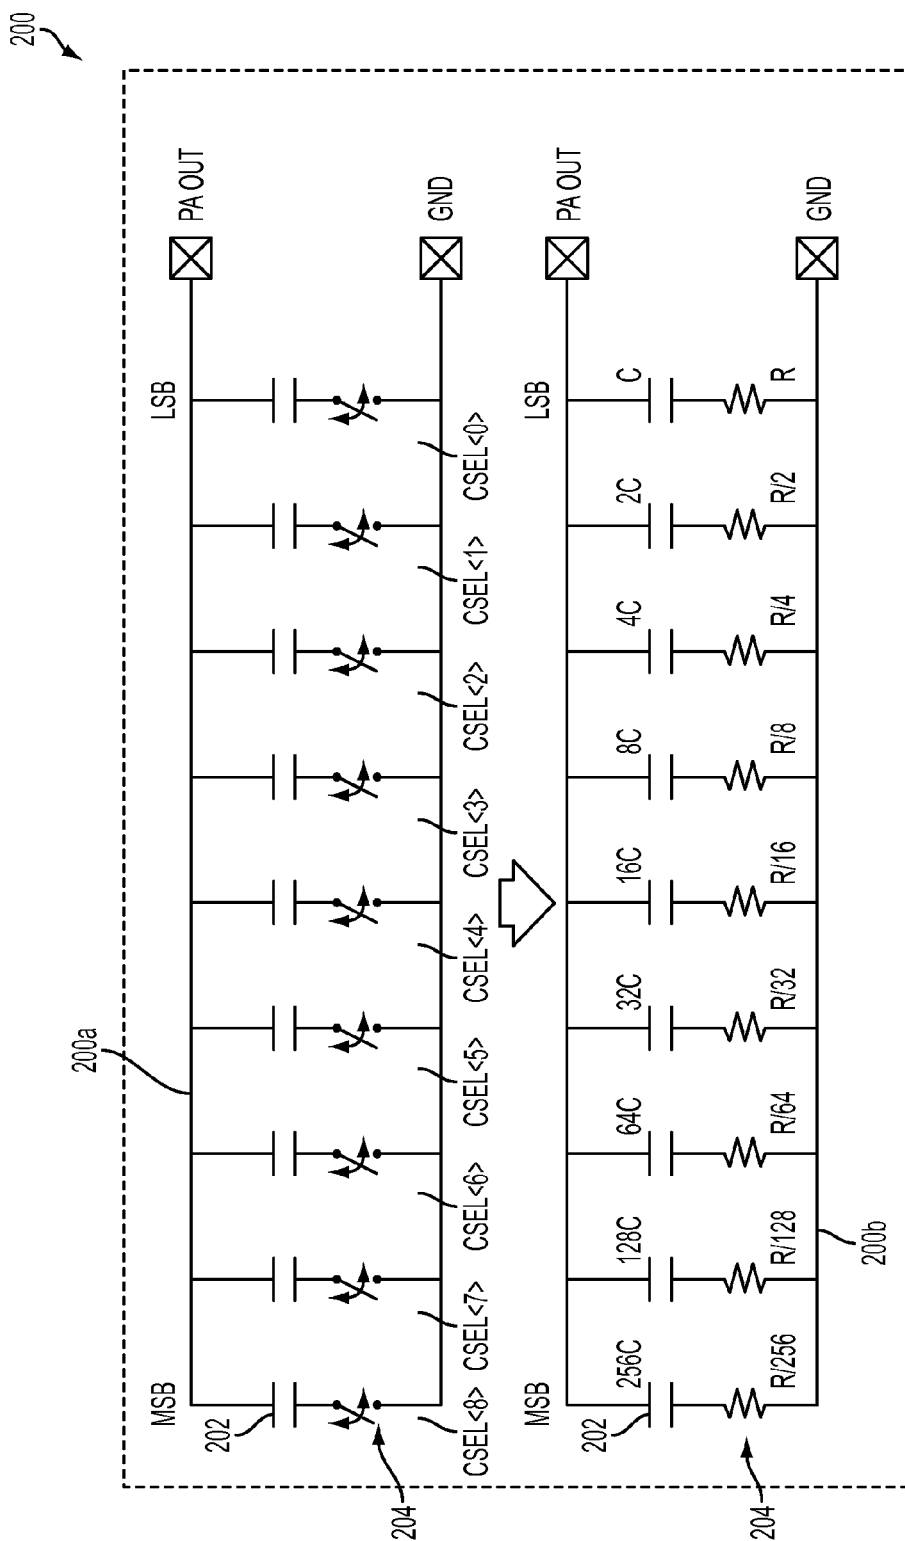 200
200a
MSB
LSB
PA OUT
202
204
CSEL<8>
CSEL<7>
CSEL<6>
CSEL<5>
CSEL<4>
CSEL<3>
CSEL<2>
CSEL<1>
CSEL<0>
GND
MSB
LSB
PA OUT
202
256C
128C
64C
32C
16C
8C
4C
2C
C
204
R/256
R/128
R/64
R/32
R/16
R/8
R/4
R/2
R
GND
200b